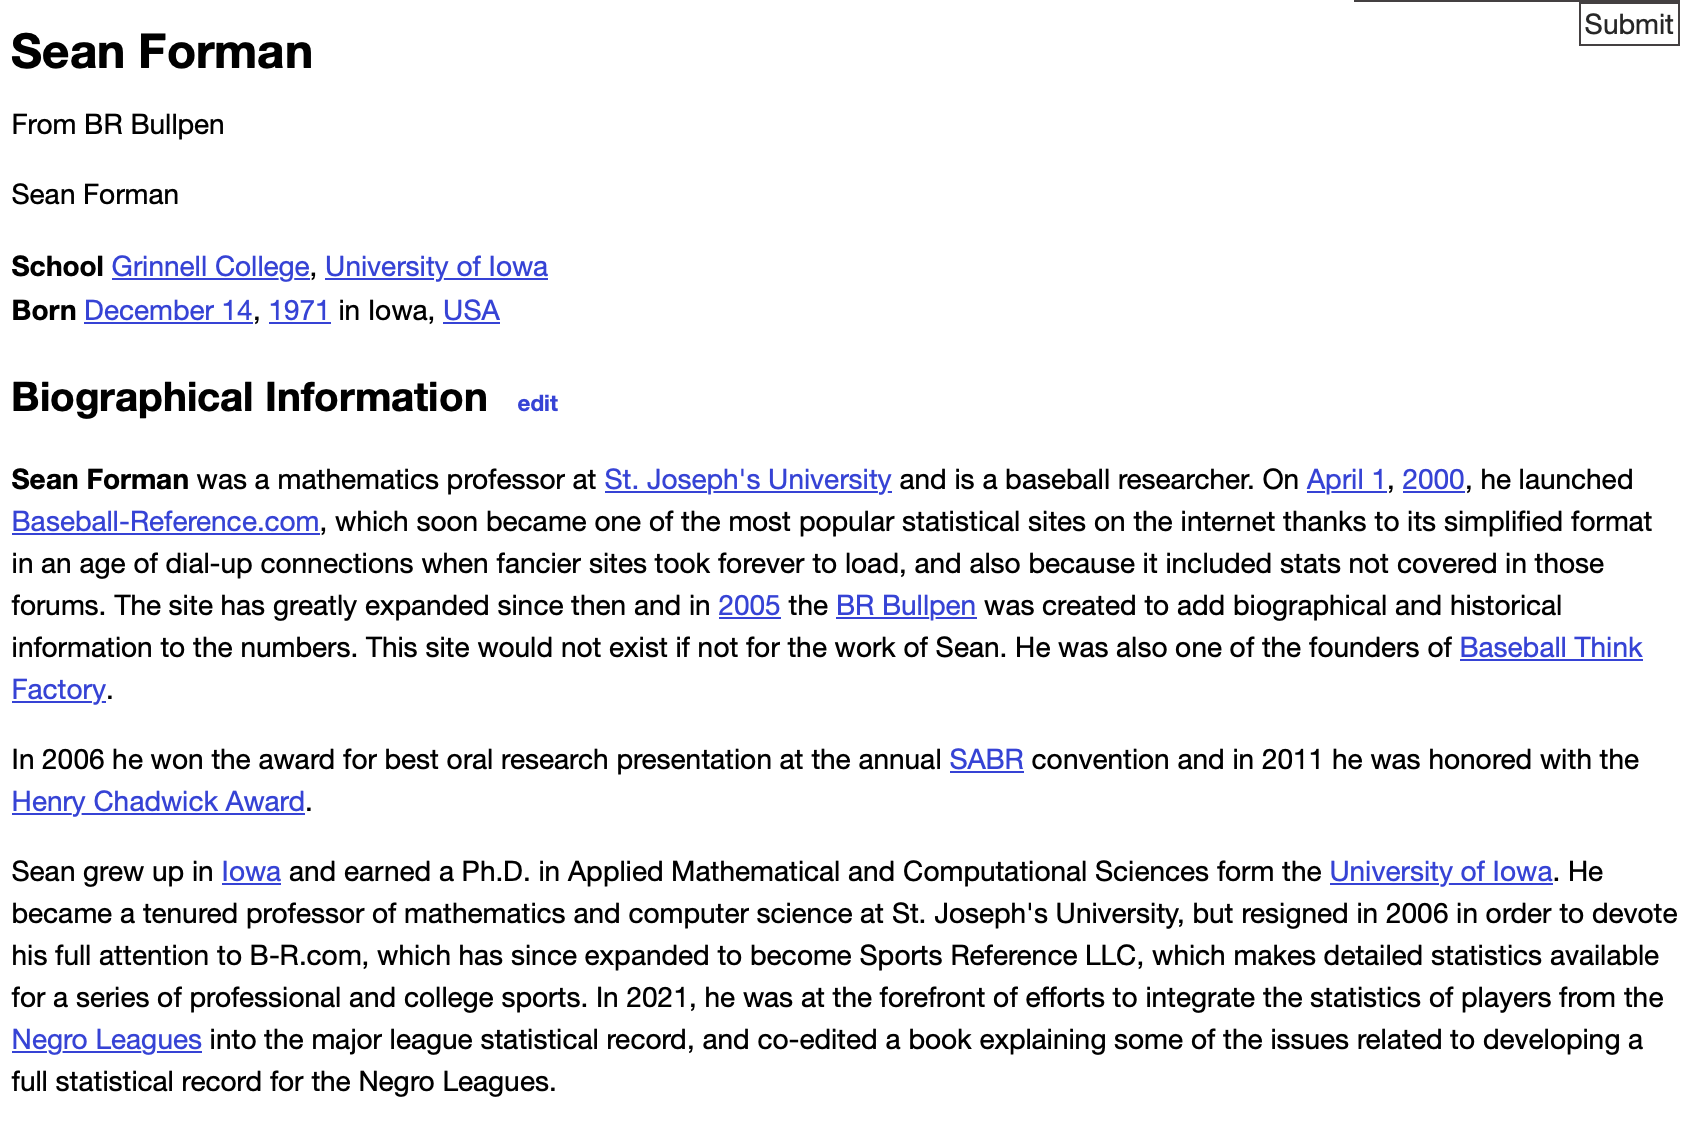 Submit
Sean Forman
From BR Bullpen
Sean Forman
School Grinnell College, University of Iowa
Born December 14, 1971 in Iowa, USA
Biographical Information edit
Sean Forman was a mathematics professor at St. Joseph's University and is a baseball researcher. On April 1, 2000, he launched
Baseball-Reference.com, which soon became one of the most popular statistical sites on the internet thanks to its simplified format
in an age of dial-up connections when fancier sites took forever to load, and also because it included stats not covered in those
forums. The site has greatly expanded since then and in 2005 the BR Bullpen was created to add biographical and historical
information to the numbers. This site would not exist if not for the work of Sean. He was also one of the founders of Baseball Think
Factory.
In 2006 he won the award for best oral research presentation at the annual SABR convention and in 2011 he was honored with the
Henry Chadwick Award.
Sean grew up in Iowa and earned a Ph.D. in Applied Mathematical and Computational Sciences form the University of Iowa. He
became a tenured professor of mathematics and computer science at St. Joseph's University, but resigned in 2006 in order to devote
his full attention to B-R.com, which has since expanded to become Sports Reference LLC, which makes detailed statistics available
for a series of professional and college sports. In 2021, he was at the forefront of efforts to integrate the statistics of players from the
Negro Leagues into the major league statistical record, and co-edited a book explaining some of the issues related to developing a
full statistical record for the Negro Leagues.